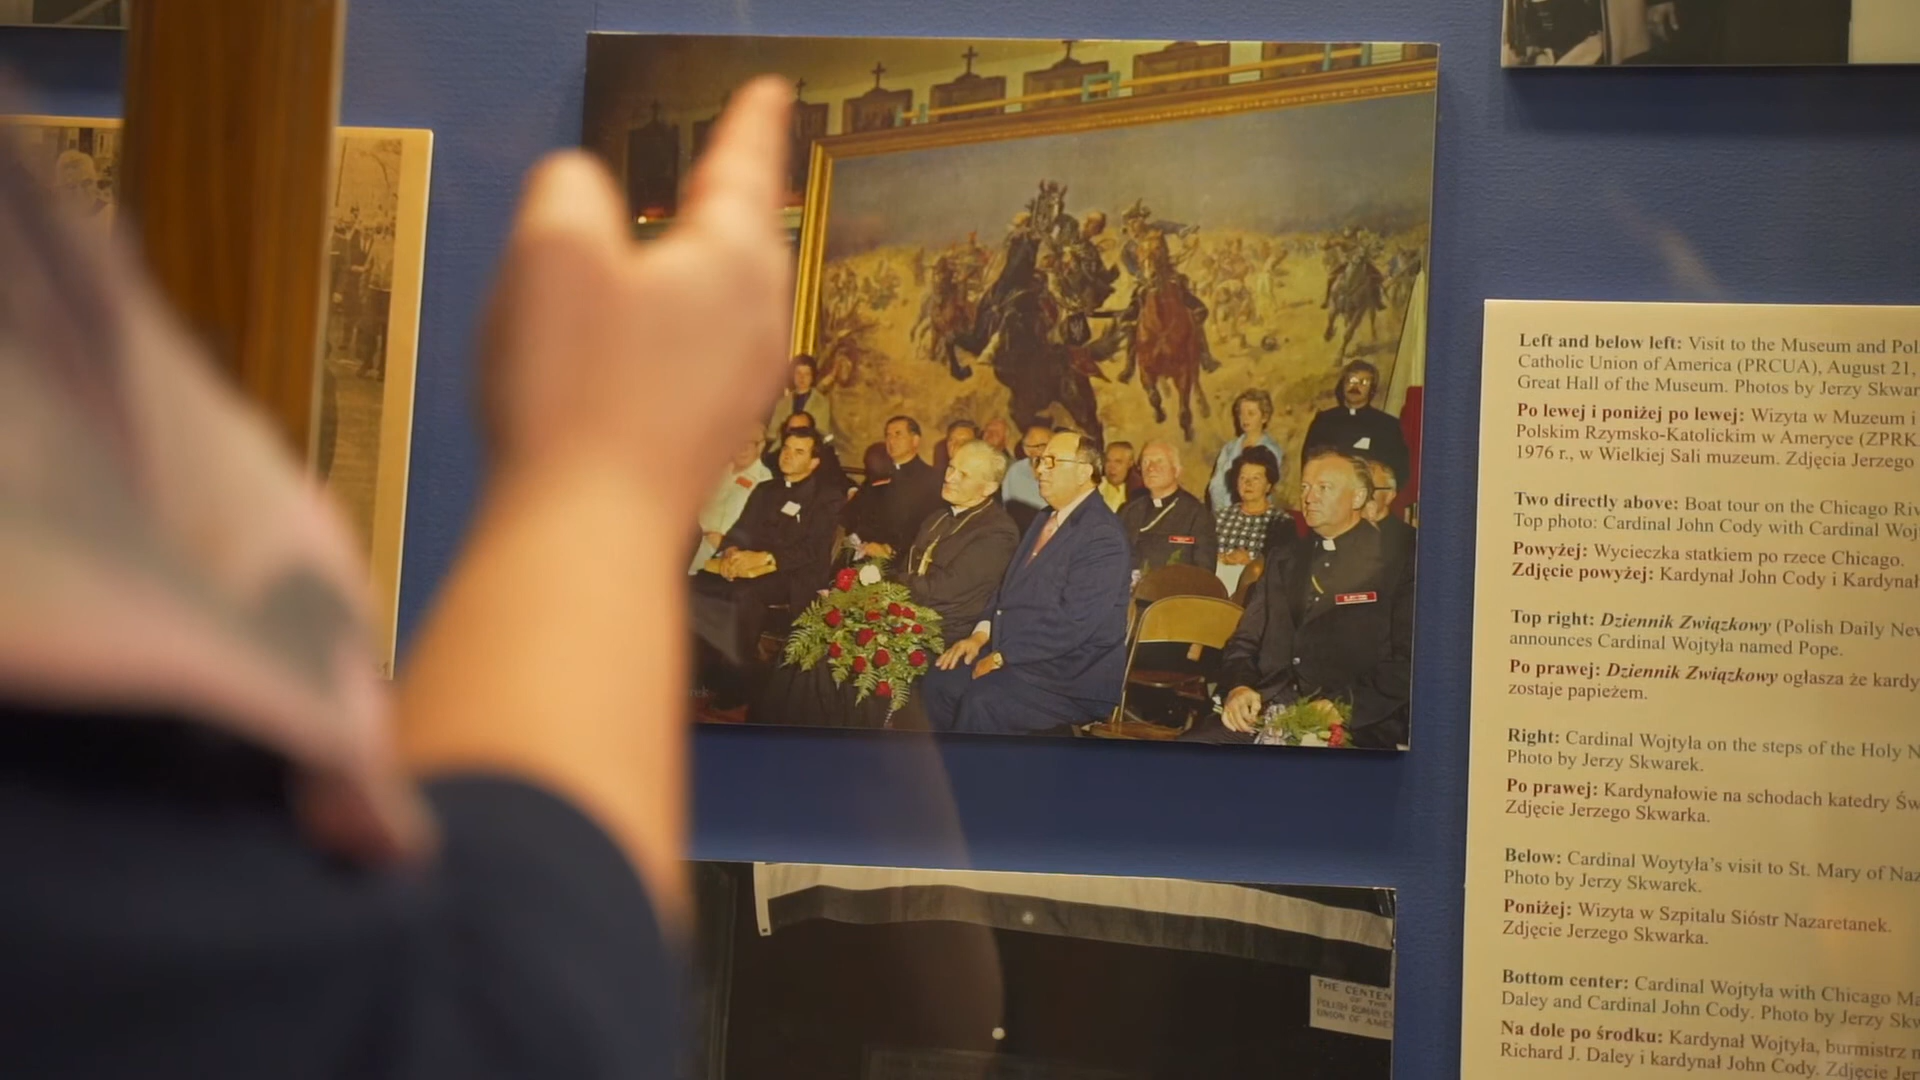 Left and below left: Visit to the Museum and Pol
Catholic Union of America (PRCUA), August 21,
Great Hall of the Museum. Photos by Jerzy Skwar
Po lewej i poniżej po lewej: Wizyta w Muzeum i
Polskim Rzymsko-Katolickim w Ameryce (ZPRK
1976 r., w Wielkiej Sali muzeum. Zdjęcia Jerzego
Two directly above: Boat tour on the Chicago Riv
Top photo: Cardinal John Cody with Cardinal Woj
Powyżej: Wycieczka statkiem po rzece Chicago.
Zdjęcie powyżej: Kardynał John Cody i Kardynał
Top right: Dziennik Związkowy (Polish Daily New
announces Cardinal Wojtyła named Pope.
Po prawej: Dziennik Związkowy ogłasza że kardy
zostaje papieżem.
Right: Cardinal Wojtyła on the steps of the Holy N
Photo by Jerzy Skwarek.
Po prawej: Kardynałowie na schodach katedry Św
Zdjęcie Jerzego Skwarka.
Below: Cardinal Woytyła's visit to St. Mary of Naz
Photo by Jerzy Skwarek.
Poniżej: Wizyta w Szpitalu Sióstr Nazaretanek.
Zdjęcie Jerzego Skwarka.
Bottom center: Cardinal Wojtyła with Chicago Ma
Daley and Cardinal John Cody. Photo by Jerzy Skw
Na dole po środku: Kardynał Wojtyła, burmistrz m
Richard J. Daley i kardynał John Cody. Zdjęcie Jer
THE CENTEN
OF THE
POLISH ROMAN C
UNION OF AMER